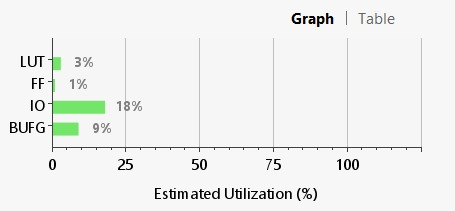 Graph | Table
LUT 3%
FF 1%
IO 18%
BUFG 9%
0 25 50 75 100
Estimated Utilization (%)